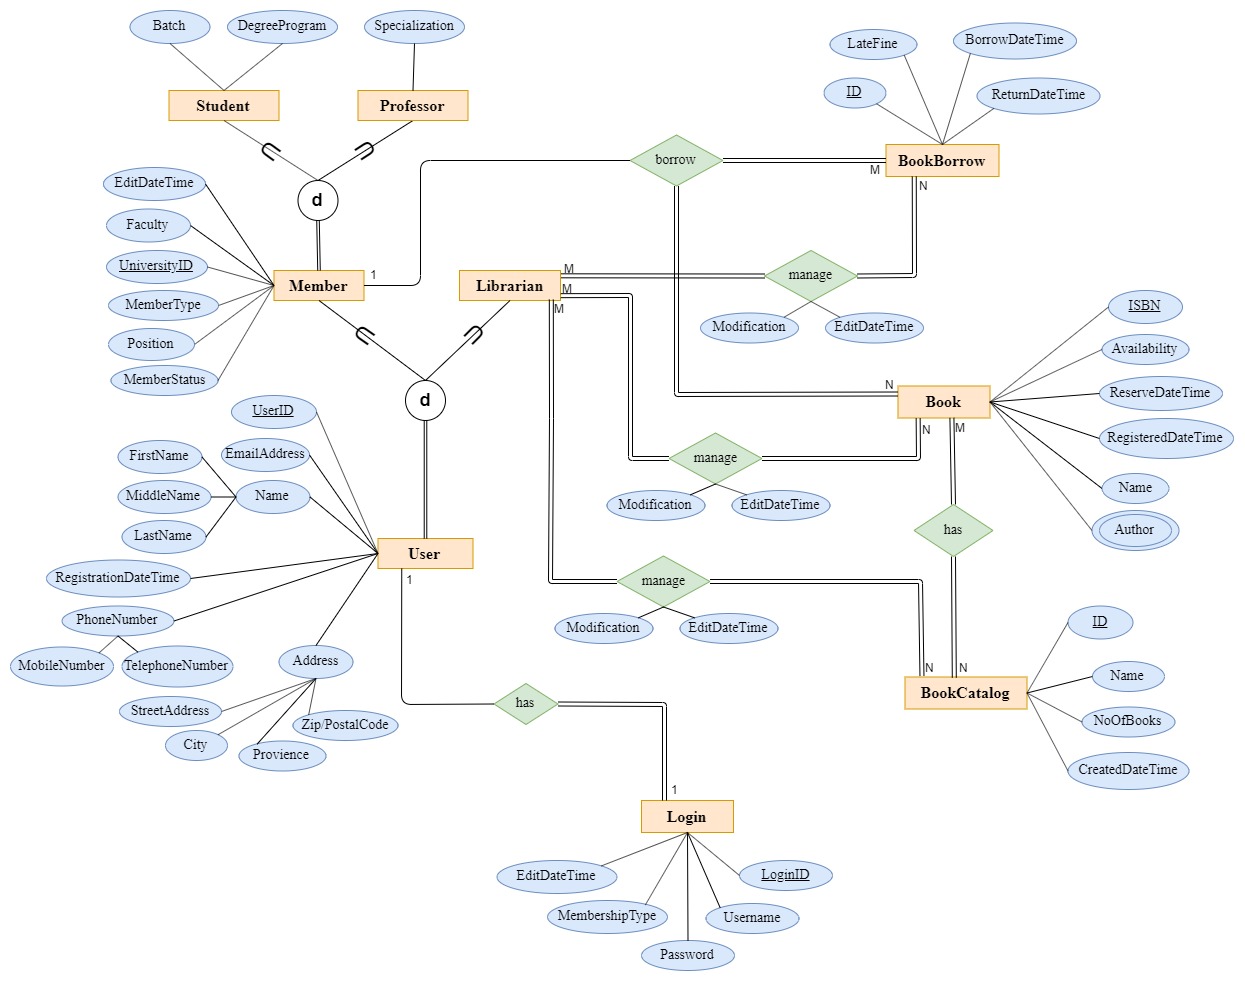 Batch
DegreeProgram
Specialization
LateFine
BorrowDateTime
ID
ReturnDateTime
Student
Professor
borrow
BookBorrow
M
N
EditDateTime
d
Faculty
UniversityID
MemberType
Position
MemberStatus
Member
1
Librarian
M
M
M
manage
Modification
EditDateTime
ISBN
Availability
ReserveDateTime
RegisteredDateTime
Name
Author
N
Book
N
M
d
UserID
EmailAddress
FirstName
MiddleName
Name
LastName
manage
Modification
EditDateTime
has
User
1
RegistrationDateTime
PhoneNumber
MobileNumber
TelephoneNumber
Address
StreetAddress
City
Provience
Zip/PostalCode
manage
Modification
EditDateTime
N
N
BookCatalog
ID
Name
NoOfBooks
CreatedDateTime
has
1
Login
EditDateTime
MembershipType
Password
Username
LoginID